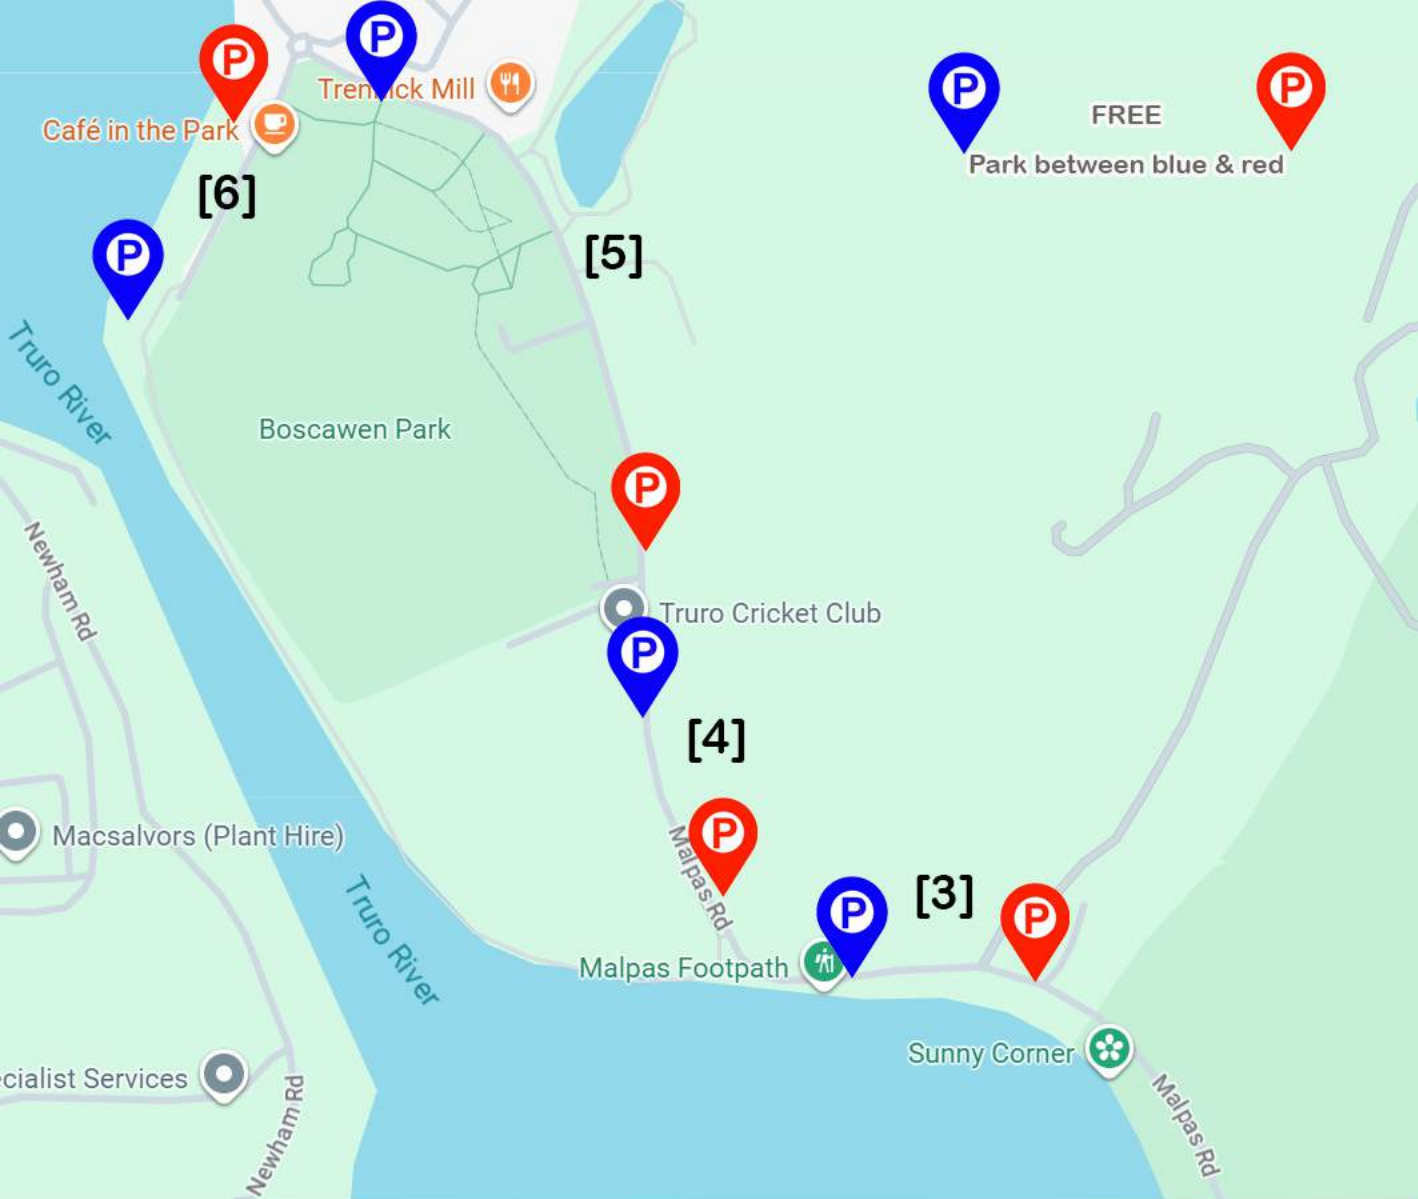 P
P
Trennick Mill
Café in the Park
P
P
FREE
Park between blue & red
[6]
P
[5]
Truro River
Boscawen Park
P
Newham Rd
Truro Cricket Club
P
[4]
Macsalvors (Plant Hire)
P
Malpas Rd
Truro River
P
[3]
P
Malpas Footpath
Sunny Corner
ecialist Services
Newham Rd
Malpas Rd